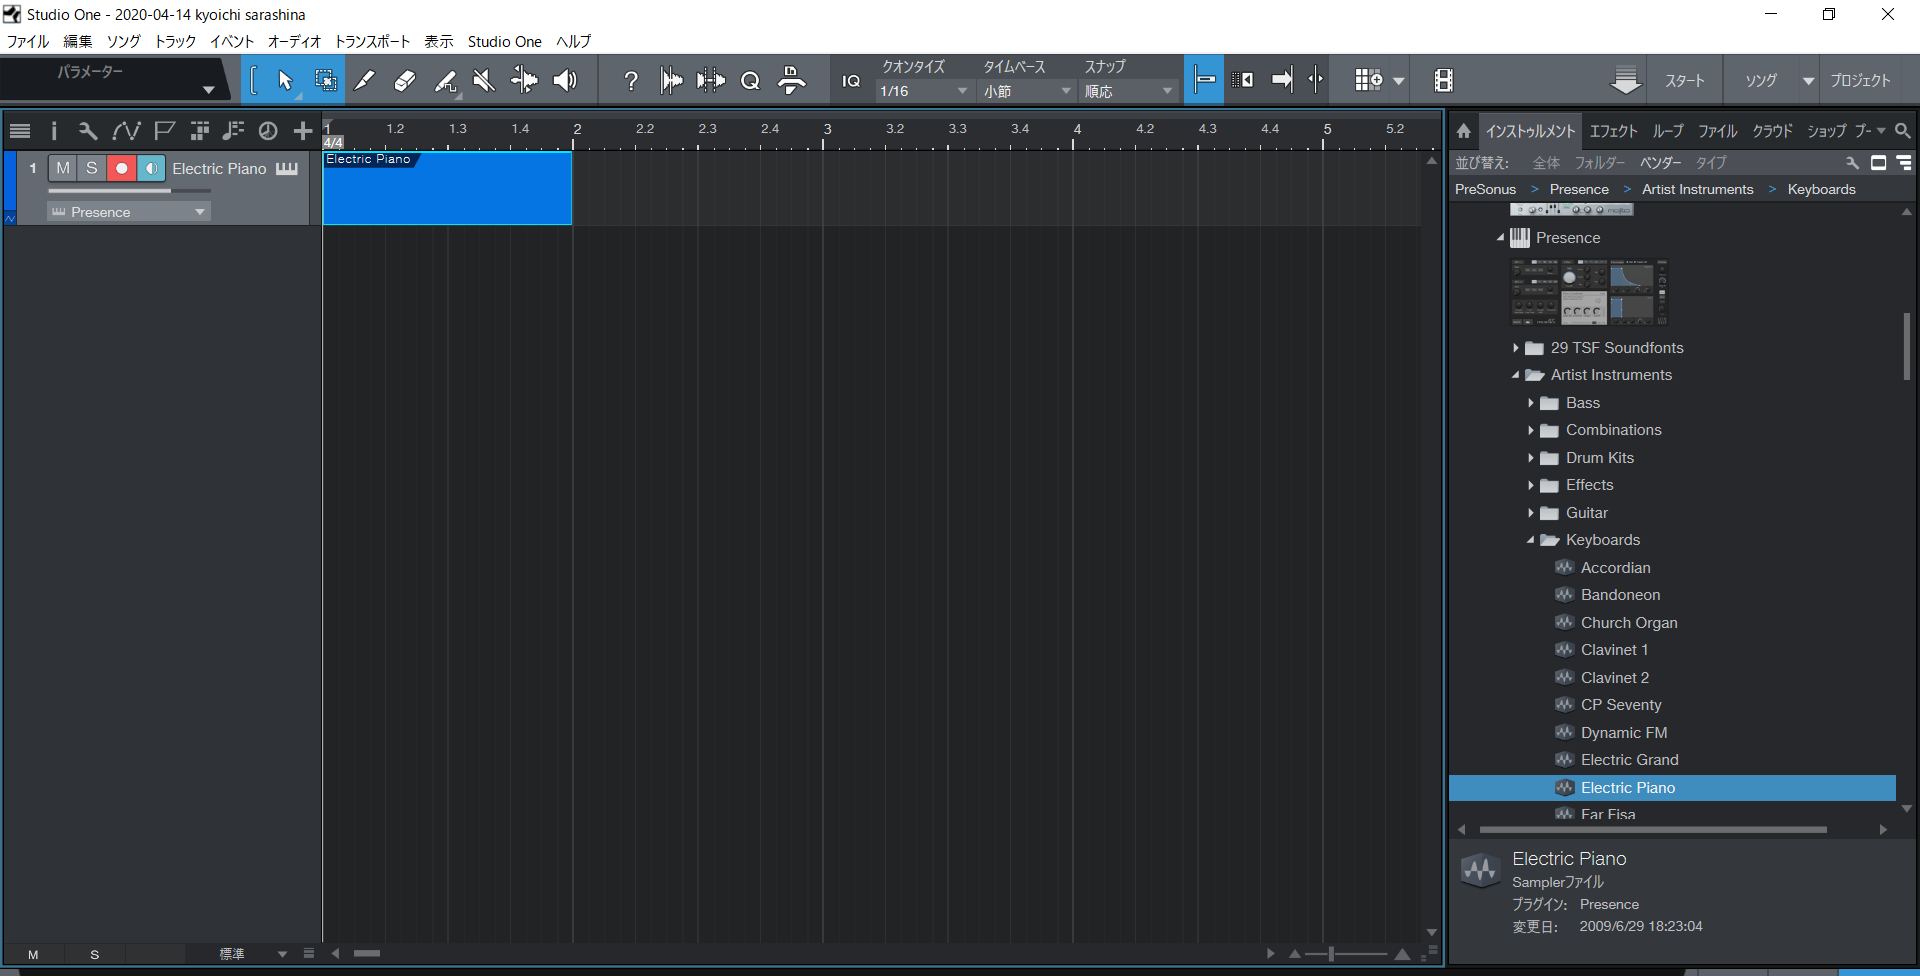 Studio One - 2020-04-14 kyoichi sarashina
ファイル 編集 ソング トラック イベント オーディオ トランスポート 表示 Studio One ヘルプ
パラメーター
? Q IQ
クオンタイズ タイムベース スナップ
1/16 小節 順応
スタート ソング プロジェクト
1 1.2 1.3 1.4 2 2.2 2.3 2.4 3 3.2 3.3 3.4 4 4.2 4.3 4.4 5 5.2
4/4
1 M S Electric Piano
Presence
Electric Piano
インストゥルメント エフェクト ループ ファイル クラウド ショップ プー
並び替え: 全体 フォルダー ベンダー タイプ
PreSonus > Presence > Artist Instruments > Keyboards
mojito
Presence
29 TSF Soundfonts
Artist Instruments
Bass
Combinations
Drum Kits
Effects
Guitar
Keyboards
Accordian
Bandoneon
Church Organ
Clavinet 1
Clavinet 2
CP Seventy
Dynamic FM
Electric Grand
Electric Piano
Far Fisa
Electric Piano
Samplerファイル
プラグイン: Presence
変更日: 2009/6/29 18:23:04
M S 標準